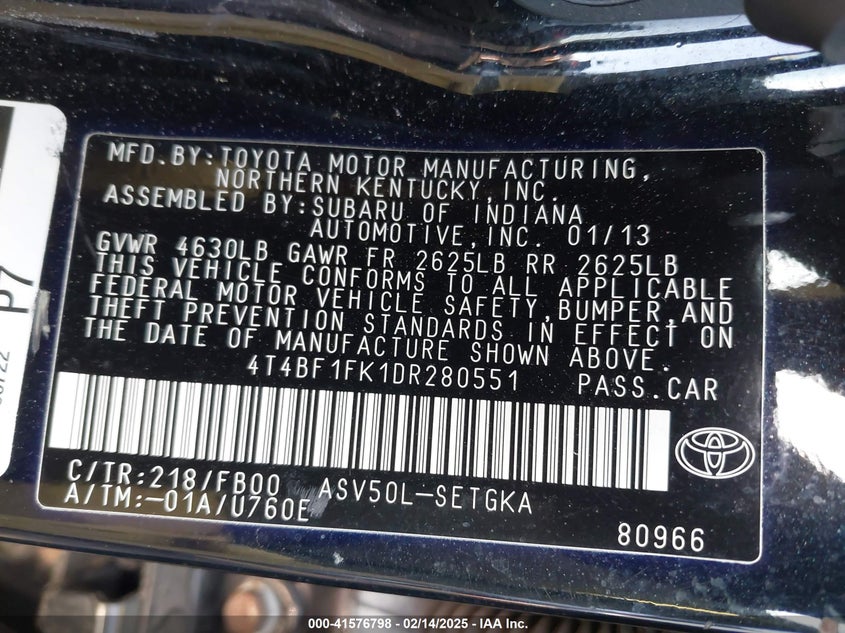 MFD.BY:TOYOTA MOTOR MANUFACTURING,
NORTHERN KENTUCKY,INC.
ASSEMBLED BY:SUBARU OF INDIANA
AUTOMOTIVE,INC. 01/13
GVWR 4630LB GAWR FR 2625LB RR 2625LB
THIS VEHICLE CONFORMS TO ALL APPLICABLE
FEDERAL MOTOR VEHICLE SAFETY,BUMPER,AND
THEFT PREVENTION STANDARDS IN EFFECT ON
THE DATE OF MANUFACTURE SHOWN ABOVE.
4T4BF1FK1DR280551 PASS.CAR
C/TR:218/FB00 ASV50L-SETGKA
A/TM:-01A/U760E
80966
P7
000-41576798 - 02/14/2025 - IAA Inc.